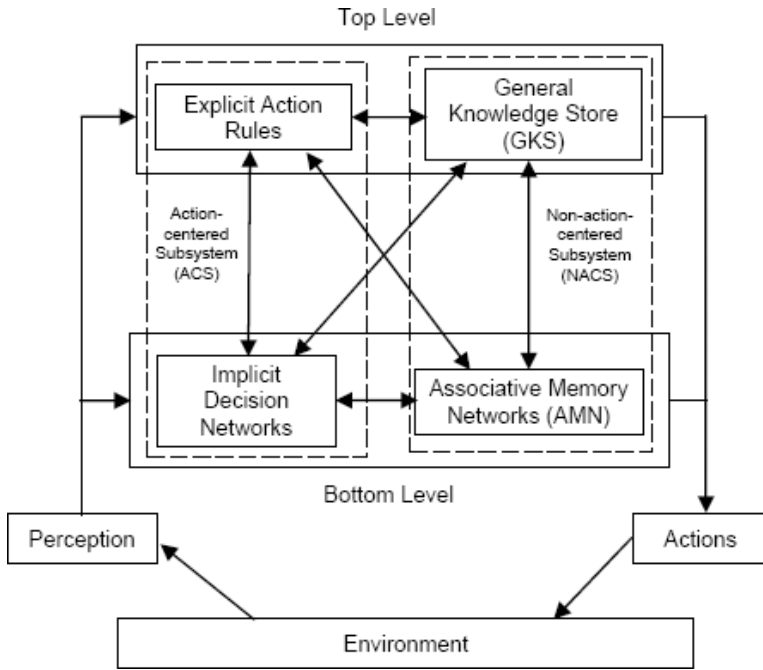 Top Level
Explicit Action
Rules
General
Knowledge Store
(GKS)
Action-
centered
Subsystem
(ACS)
Non-action-
centered
Subsystem
(NACS)
Implicit
Decision
Networks
Associative Memory
Networks (AMN)
Bottom Level
Perception
Actions
Environment